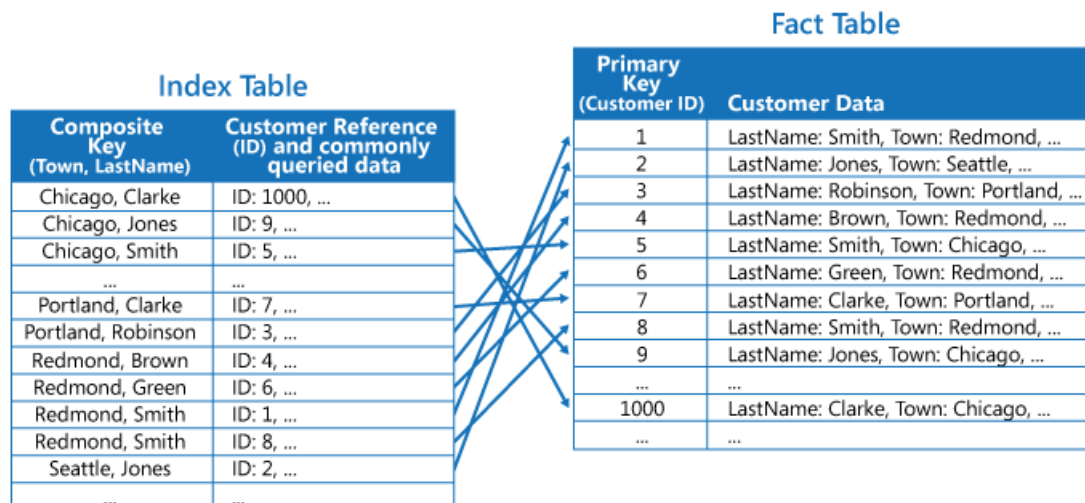 Index Table
Composite Key (Town, LastName) | Customer Reference (ID) and commonly queried data
Chicago, Clarke | ID: 1000, ...
Chicago, Jones | ID: 9, ...
Chicago, Smith | ID: 5, ...
... | ...
Portland, Clarke | ID: 7, ...
Portland, Robinson | ID: 3, ...
Redmond, Brown | ID: 4, ...
Redmond, Green | ID: 6, ...
Redmond, Smith | ID: 1, ...
Redmond, Smith | ID: 8, ...
Seattle, Jones | ID: 2, ...
... | ...
Fact Table
Primary Key (Customer ID) | Customer Data
1 | LastName: Smith, Town: Redmond, ...
2 | LastName: Jones, Town: Seattle, ...
3 | LastName: Robinson, Town: Portland, ...
4 | LastName: Brown, Town: Redmond, ...
5 | LastName: Smith, Town: Chicago, ...
6 | LastName: Green, Town: Redmond, ...
7 | LastName: Clarke, Town: Portland, ...
8 | LastName: Smith, Town: Redmond, ...
9 | LastName: Jones, Town: Chicago, ...
... | ...
1000 | LastName: Clarke, Town: Chicago, ...
... | ...